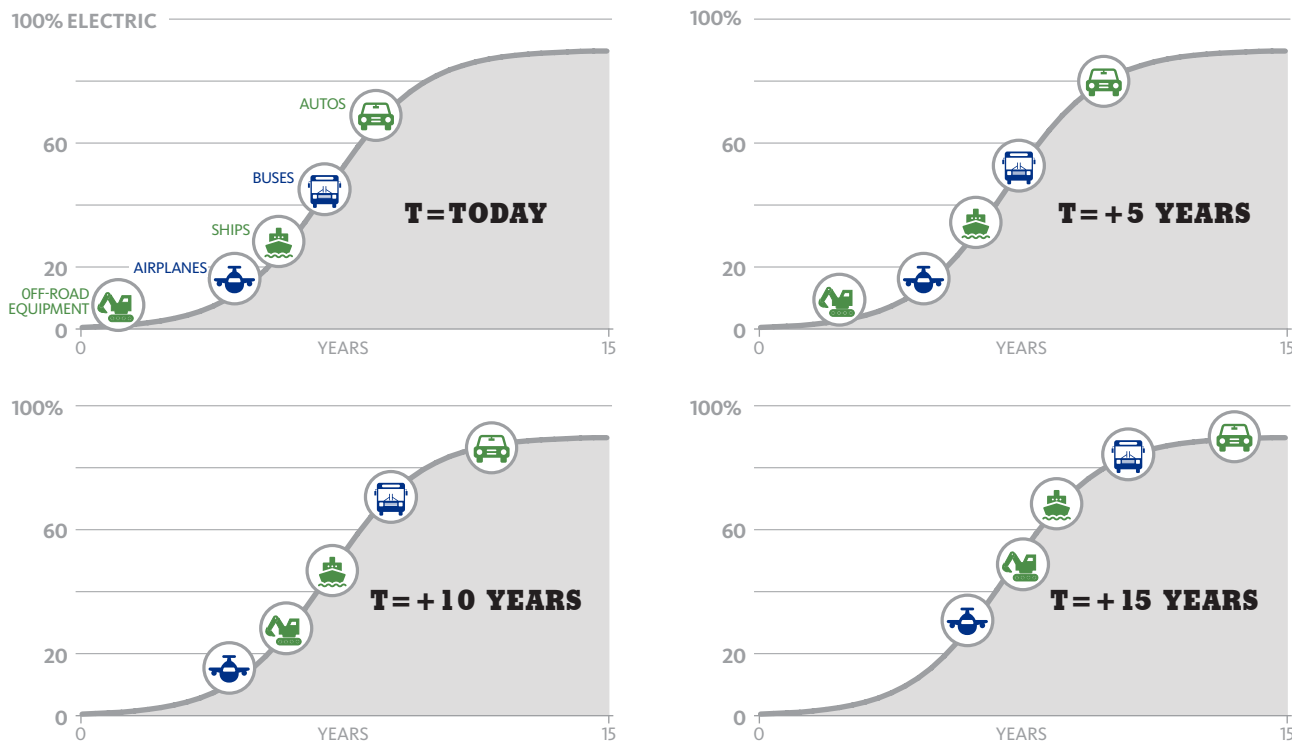 100% ELECTRIC
AUTOS
60
BUSES
T=TODAY
SHIPS
20
AIRPLANES
OFF-ROAD
EQUIPMENT
0
0
YEARS
15
100%
60
T=+5 YEARS
20
0
0
YEARS
15
100%
60
T=+10 YEARS
20
0
0
YEARS
15
100%
60
T=+15 YEARS
20
0
0
YEARS
15